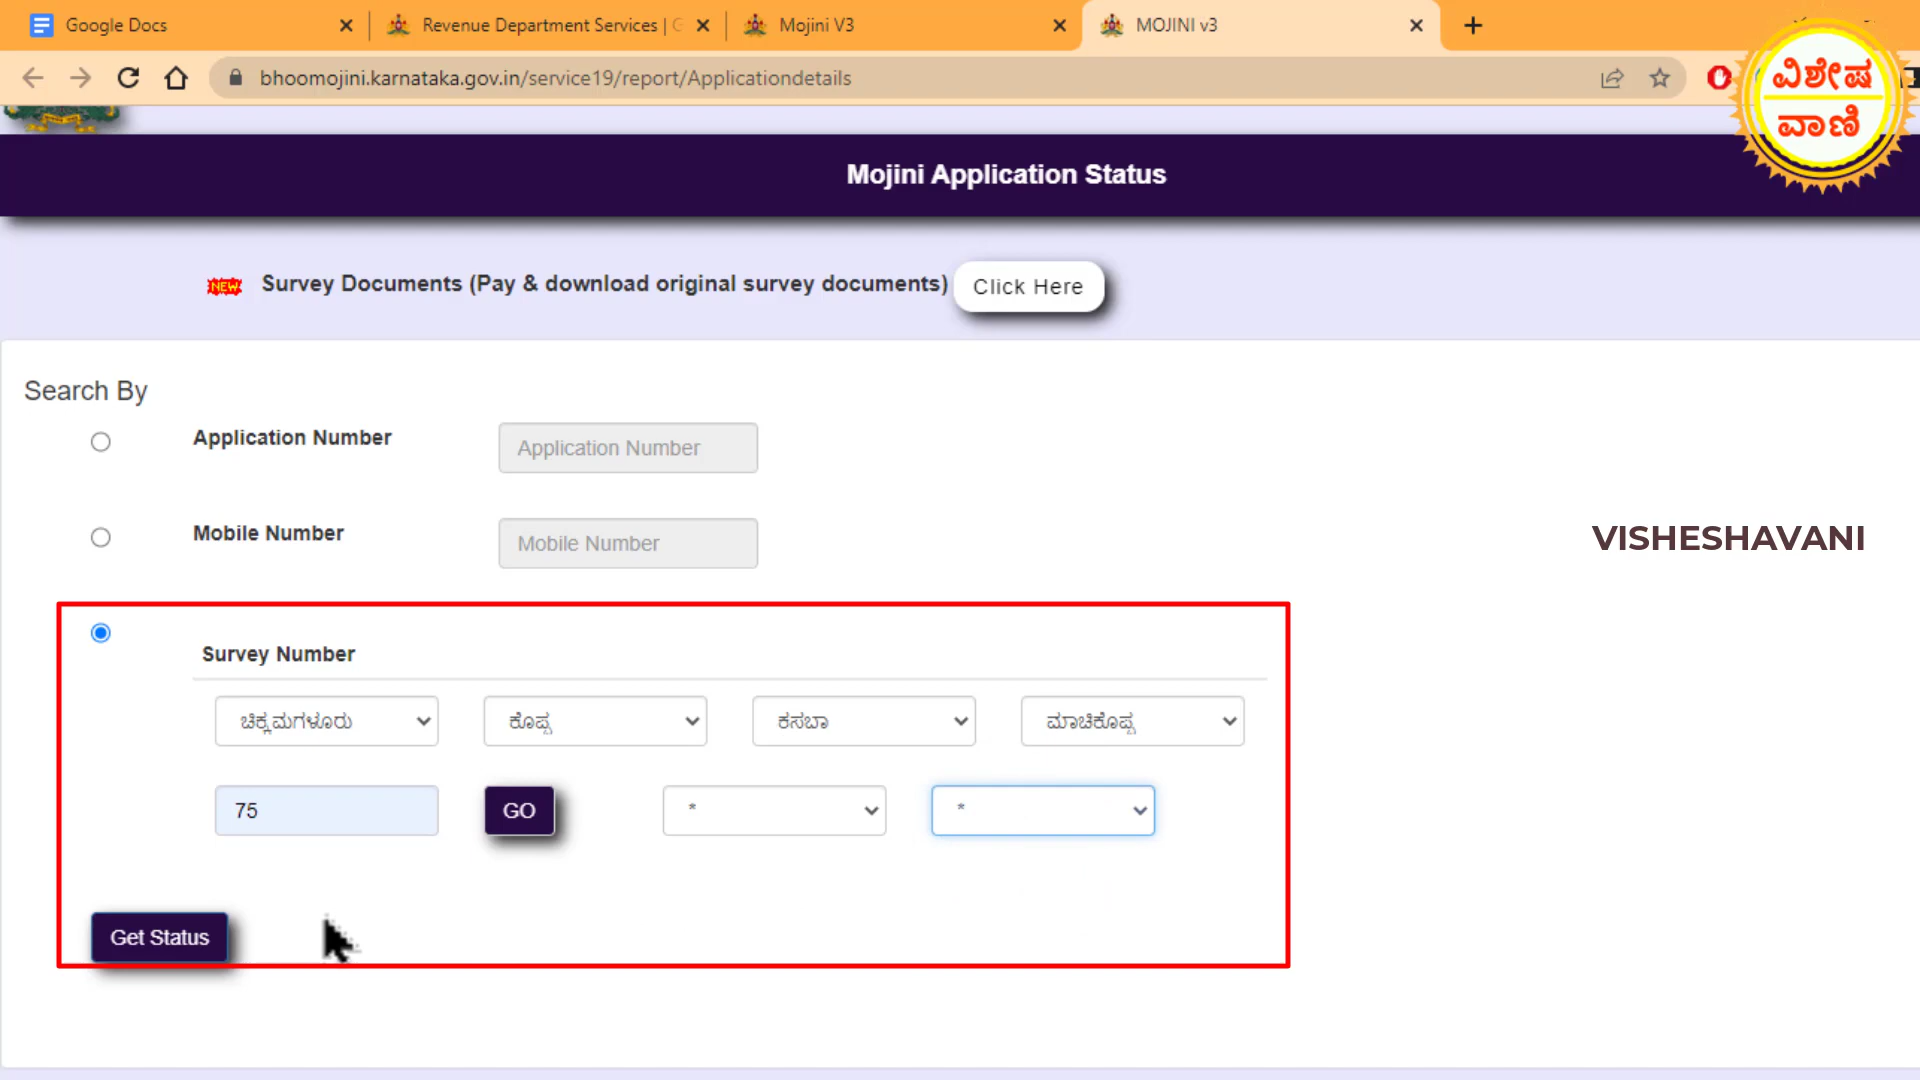 Google Docs
Revenue Department Services | G
Mojini V3
MOJINI v3
bhoomojini.karnataka.gov.in/service19/report/Applicationdetails
ವಿಶೇಷ
ವಾಣಿ
Mojini Application Status
NEW Survey Documents (Pay & download original survey documents) Click Here
Search By
Application Number Application Number
Mobile Number Mobile Number
VISHESHAVANI
Survey Number
ಚಿಕ್ಕಮಗಳೂರು ಕೊಪ್ಪ ಕಸಬಾ ಮಾಚಿಕೊಪ್ಪ
75 GO * *
Get Status